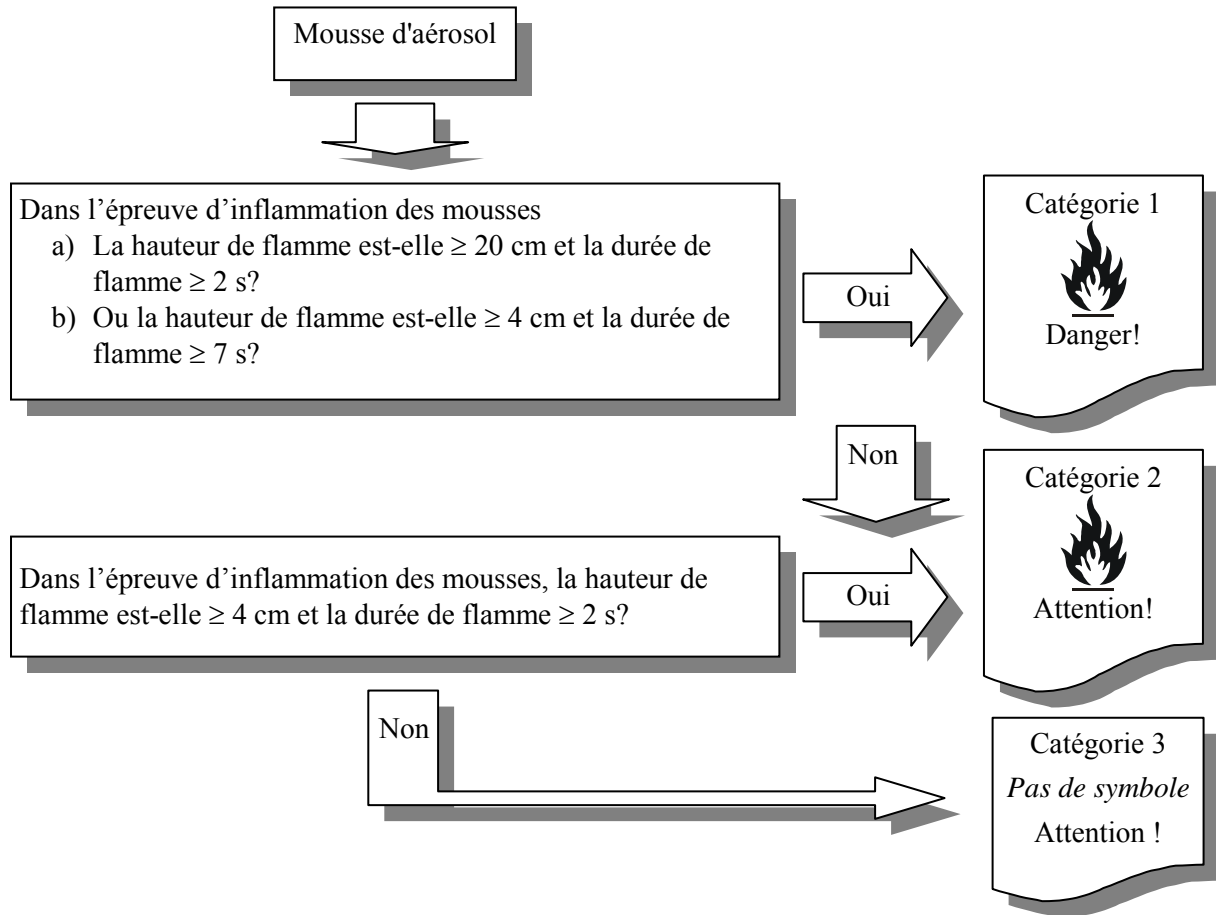 Mousse d'aérosol
Dans l’épreuve d’inflammation des mousses
a) La hauteur de flamme est-elle ≥ 20 cm et la durée de
flamme ≥ 2 s?
b) Ou la hauteur de flamme est-elle ≥ 4 cm et la durée de
flamme ≥ 7 s?
Oui
Catégorie 1
Danger!
Non
Dans l’épreuve d’inflammation des mousses, la hauteur de
flamme est-elle ≥ 4 cm et la durée de flamme ≥ 2 s?
Oui
Catégorie 2
Attention!
Non
Catégorie 3
Pas de symbole
Attention !